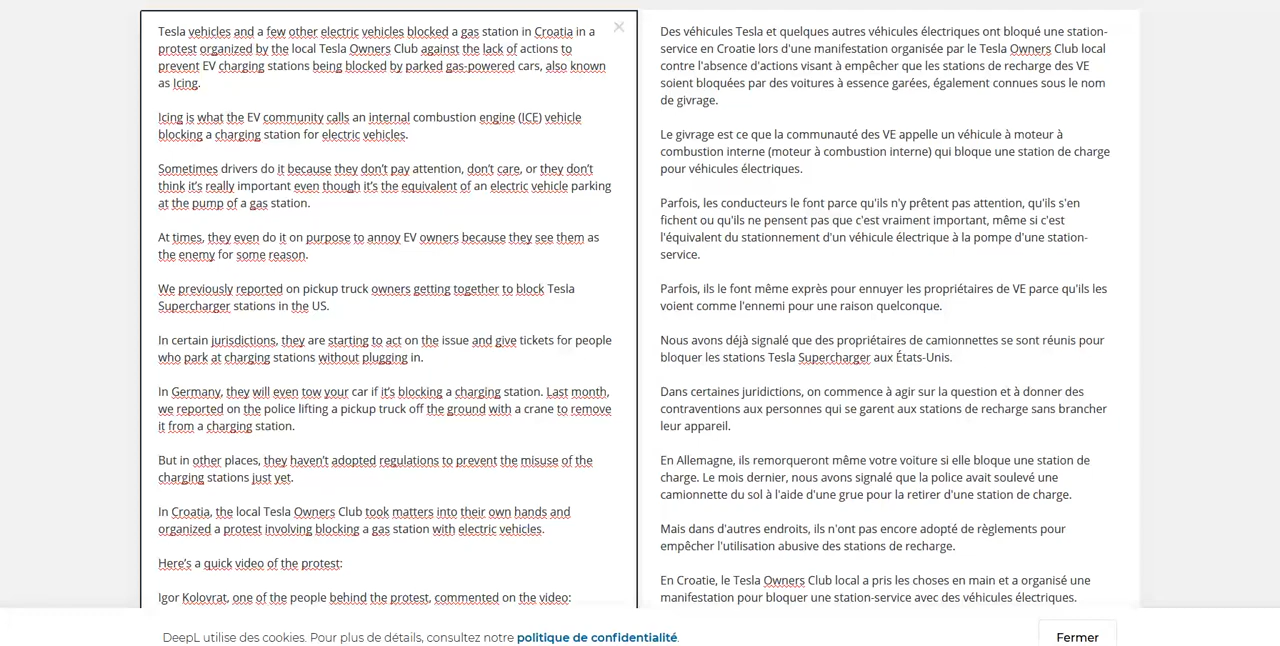 Tesla vehicles and a few other electric vehicles blocked a gas station in Croatia in a
protest organized by the local Tesla Owners Club against the lack of actions to
prevent EV charging stations being blocked by parked gas-powered cars, also known
as Icing.
Icing is what the EV community calls an internal combustion engine (ICE) vehicle
blocking a charging station for electric vehicles.
Sometimes drivers do it because they don’t pay attention, don’t care, or they don’t
think it’s really important even though it’s the equivalent of an electric vehicle parking
at the pump of a gas station.
At times, they even do it on purpose to annoy EV owners because they see them as
the enemy for some reason.
We previously reported on pickup truck owners getting together to block Tesla
Supercharger stations in the US.
In certain jurisdictions, they are starting to act on the issue and give tickets for people
who park at charging stations without plugging in.
In Germany, they will even tow your car if it’s blocking a charging station. Last month,
we reported on the police lifting a pickup truck off the ground with a crane to remove
it from a charging station.
But in other places, they haven’t adopted regulations to prevent the misuse of the
charging stations just yet.
In Croatia, the local Tesla Owners Club took matters into their own hands and
organized a protest involving blocking a gas station with electric vehicles.
Here’s a quick video of the protest:
Igor Kolovrat, one of the people behind the protest, commented on the video:
Des véhicules Tesla et quelques autres véhicules électriques ont bloqué une station-
service en Croatie lors d'une manifestation organisée par le Tesla Owners Club local
contre l'absence d'actions visant à empêcher que les stations de recharge des VE
soient bloquées par des voitures à essence garées, également connues sous le nom
de givrage.
Le givrage est ce que la communauté des VE appelle un véhicule à moteur à
combustion interne (moteur à combustion interne) qui bloque une station de charge
pour véhicules électriques.
Parfois, les conducteurs le font parce qu'ils n'y prêtent pas attention, qu'ils s'en
fichent ou qu'ils ne pensent pas que c'est vraiment important, même si c'est
l'équivalent du stationnement d'un véhicule électrique à la pompe d'une station-
service.
Parfois, ils le font même exprès pour ennuyer les propriétaires de VE parce qu'ils les
voient comme l'ennemi pour une raison quelconque.
Nous avons déjà signalé que des propriétaires de camionnettes se sont réunis pour
bloquer les stations Tesla Supercharger aux États-Unis.
Dans certaines juridictions, on commence à agir sur la question et à donner des
contraventions aux personnes qui se garent aux stations de recharge sans brancher
leur appareil.
En Allemagne, ils remorqueront même votre voiture si elle bloque une station de
charge. Le mois dernier, nous avons signalé que la police avait soulevé une
camionnette du sol à l'aide d'une grue pour la retirer d'une station de charge.
Mais dans d'autres endroits, ils n'ont pas encore adopté de règlements pour
empêcher l'utilisation abusive des stations de recharge.
En Croatie, le Tesla Owners Club local a pris les choses en main et a organisé une
manifestation pour bloquer une station-service avec des véhicules électriques.
DeepL utilise des cookies. Pour plus de détails, consultez notre politique de confidentialité.
Fermer